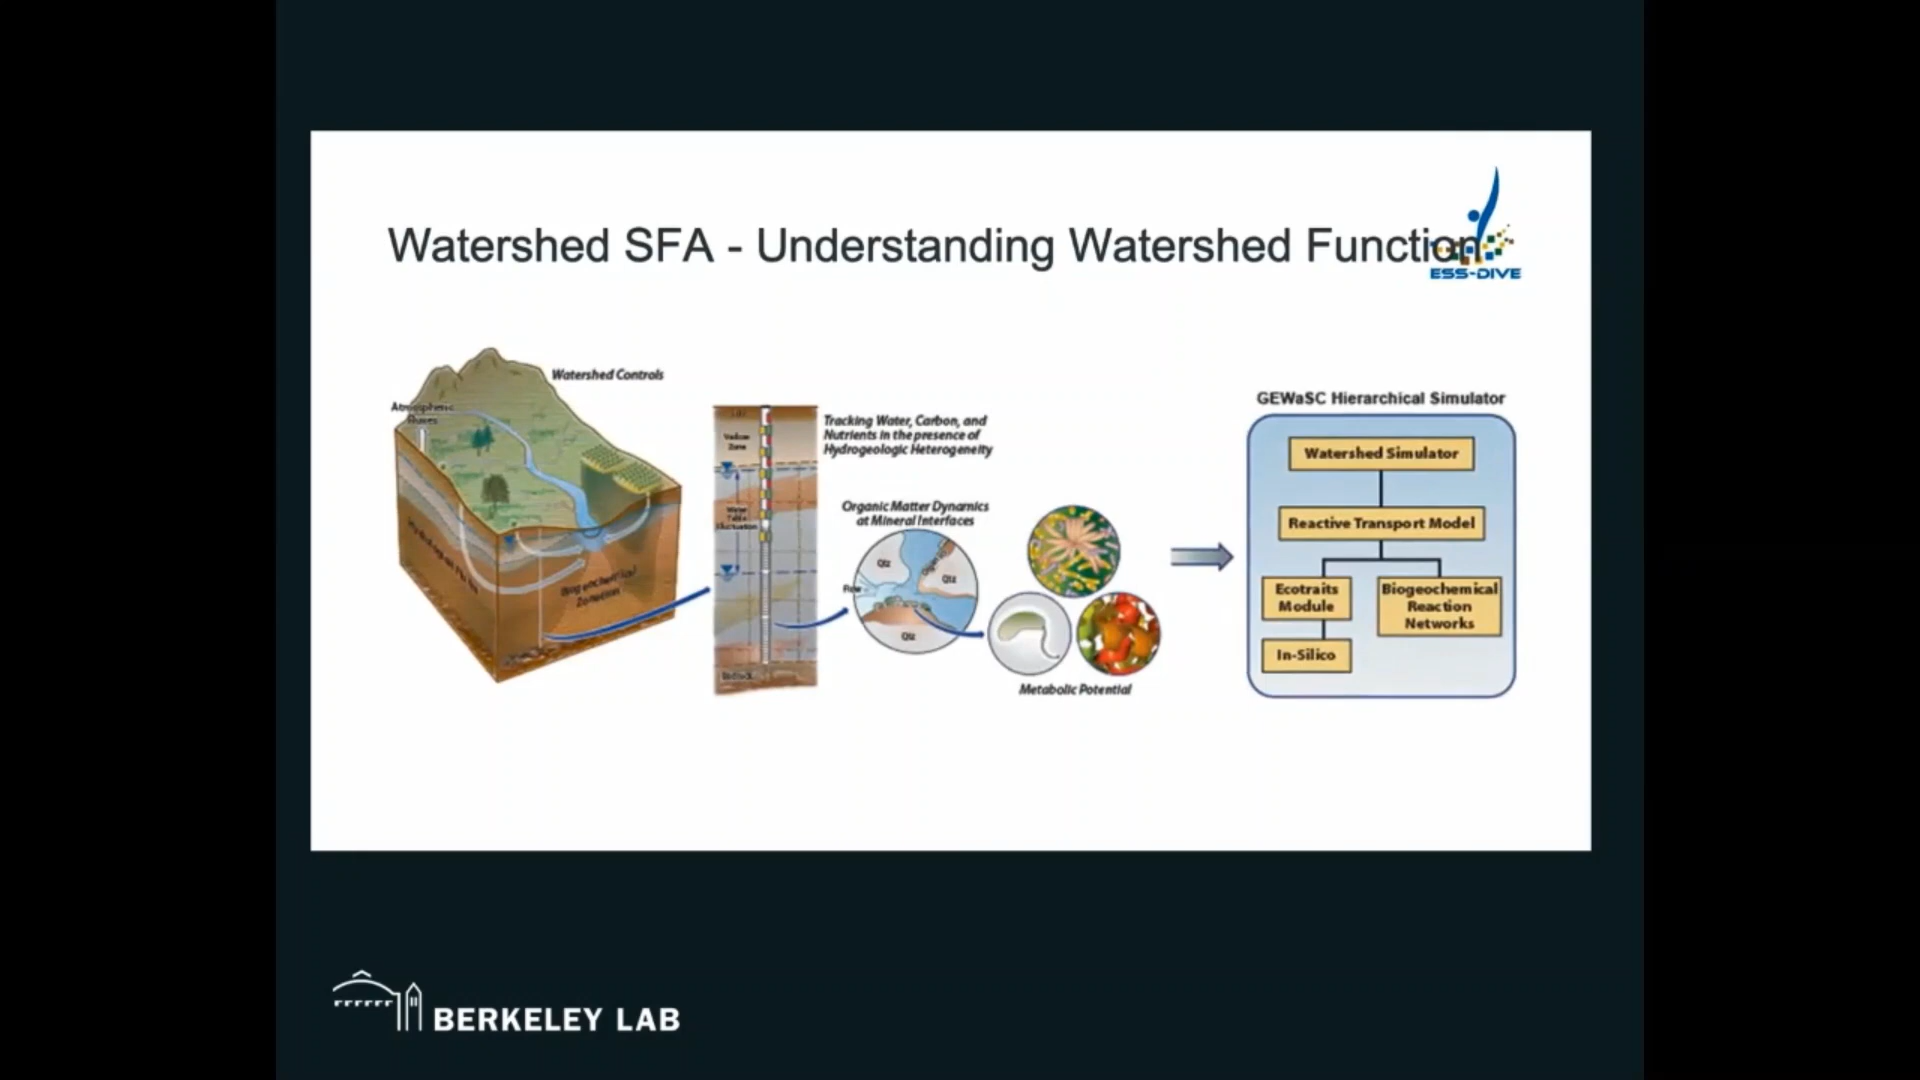 Watershed SFA - Understanding Watershed Function
ESS-DIVE
Watershed Controls
Atmospheric
Fluxes
Biogeochemical
Zonation
Vadose
Zone
Water
Table
Fluctuation
Bedrock
Tracking Water, Carbon, and
Nutrients in the presence of
Hydrogeologic Heterogeneity
Organic Matter Dynamics
at Mineral Interfaces
Qtz
Qtz
Flow
Qtz
Metabolic Potential
GEWaSC Hierarchical Simulator
Watershed Simulator
Reactive Transport Model
Ecotraits
Module
Biogeochemical
Reaction
Networks
In-Silico
BERKELEY LAB